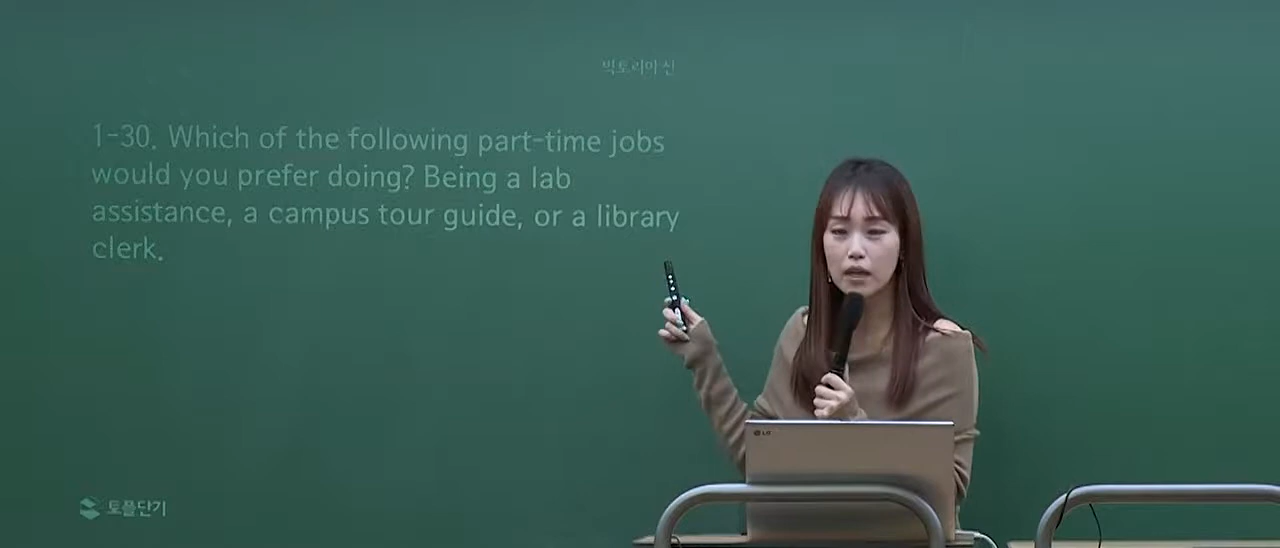 빅토리아 신
1-30. Which of the following part-time jobs
would you prefer doing? Being a lab
assistance, a campus tour guide, or a library
clerk.
LG
토플단기